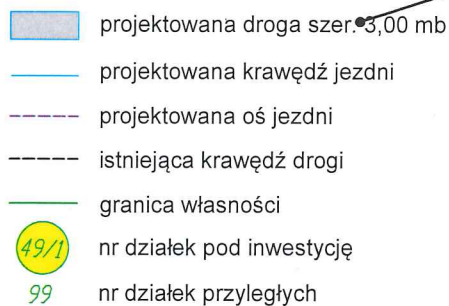 projektowana droga szer. 3,00 mb
projektowana krawędź jezdni
projektowana oś jezdni
istniejąca krawędź drogi
granica własności
49/1 nr działek pod inwestycję
99 nr działek przyległych